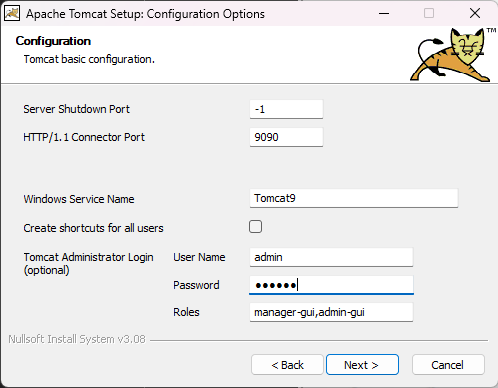 Apache Tomcat Setup: Configuration Options
Configuration
Tomcat basic configuration.
TM
Server Shutdown Port -1
HTTP/1.1 Connector Port 9090
Windows Service Name Tomcat9
Create shortcuts for all users
Tomcat Administrator Login (optional) User Name admin
Password ●●●●●●
Roles manager-gui,admin-gui
Nullsoft Install System v3.08
< Back Next > Cancel